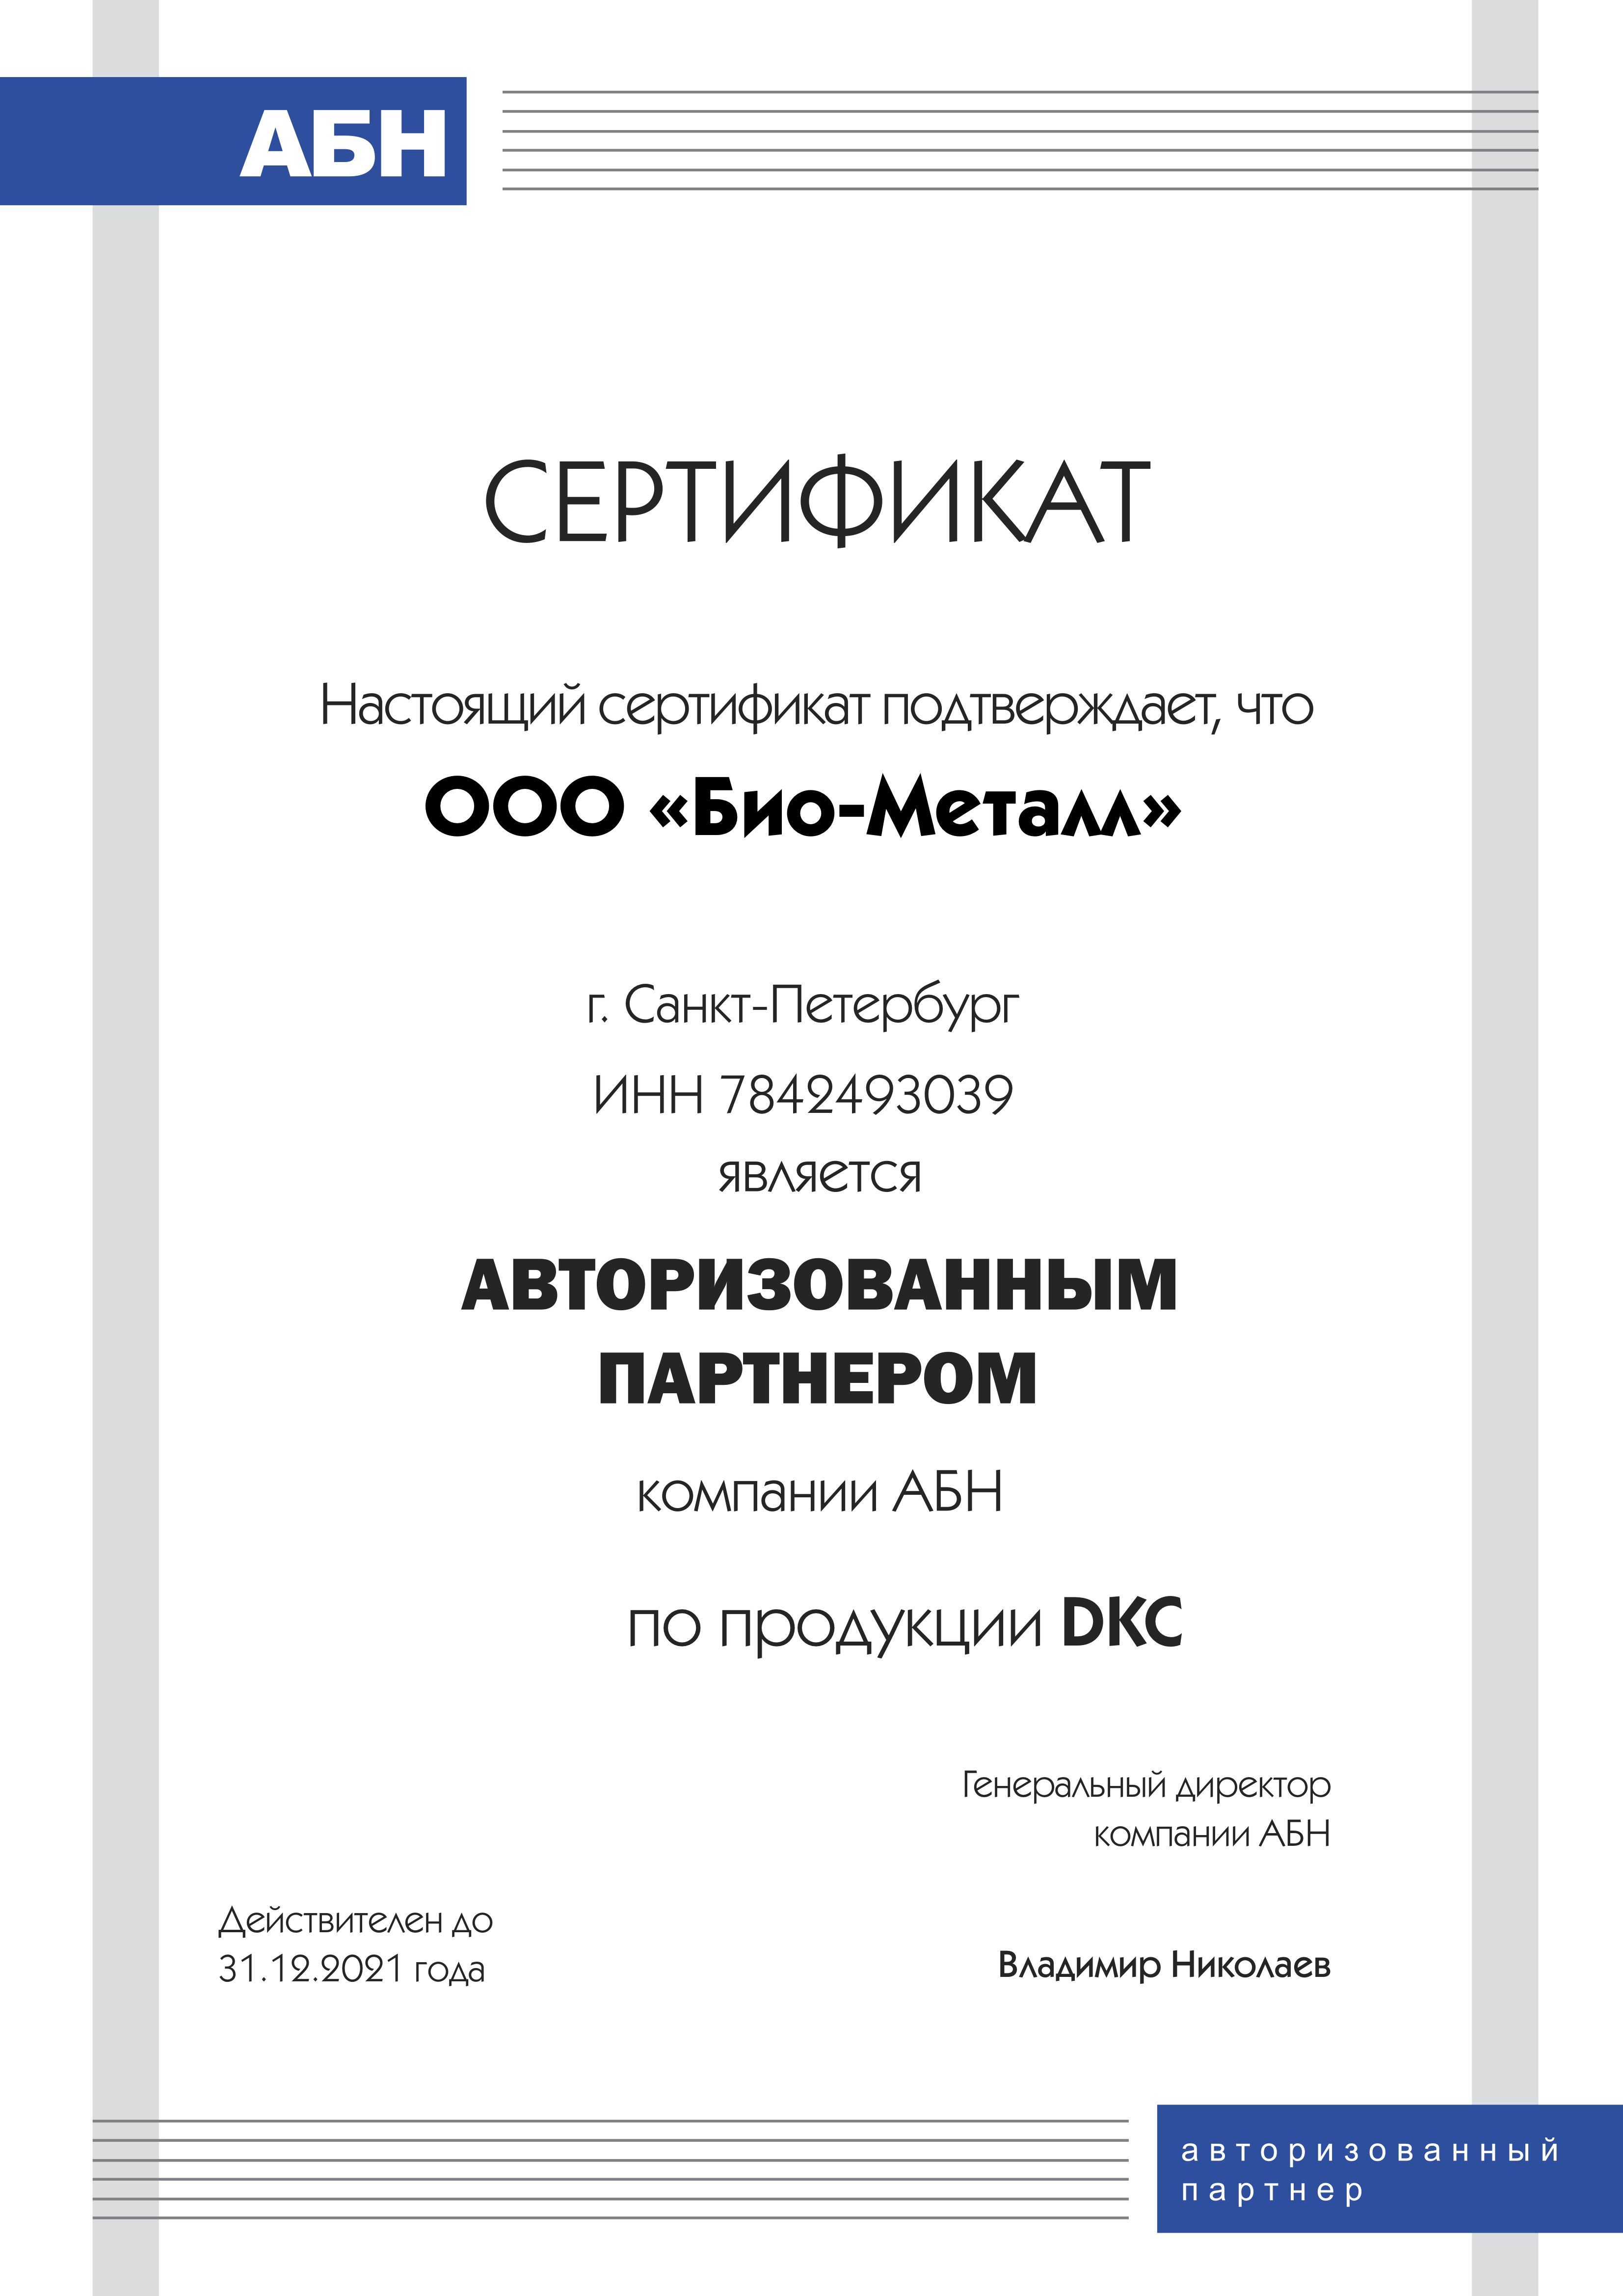 АБН
СЕРТИФИКАТ
Настоящий сертификат подтверждает, что
ООО «Био-Металл»
г. Санкт-Петербург
ИНН 7842493039
является
АВТОРИЗОВАННЫМ
ПАРТНЕРОМ
компании АБН
по продукции DKC
Генеральный директор
компании АБН
Действителен до
31.12.2021 года
Владимир Николаев
авторизованный
партнер